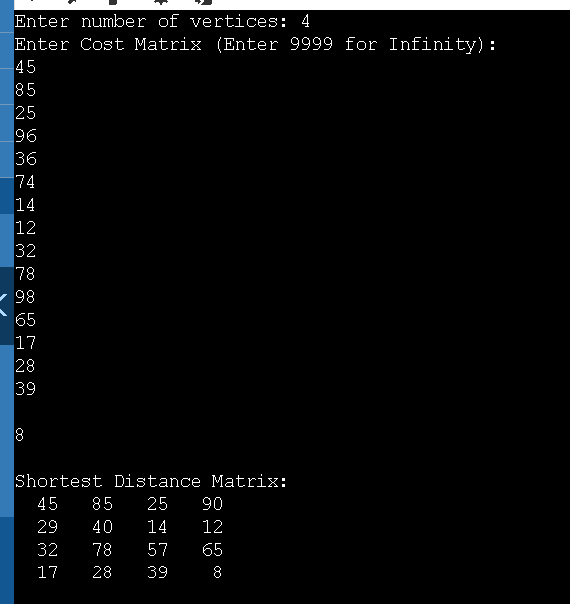 Enter number of vertices: 4
Enter Cost Matrix (Enter 9999 for Infinity):
45
85
25
96
36
74
14
12
32
78
98
65
17
28
39
8
Shortest Distance Matrix:
45 85 25 90
29 40 14 12
32 78 57 65
17 28 39 8